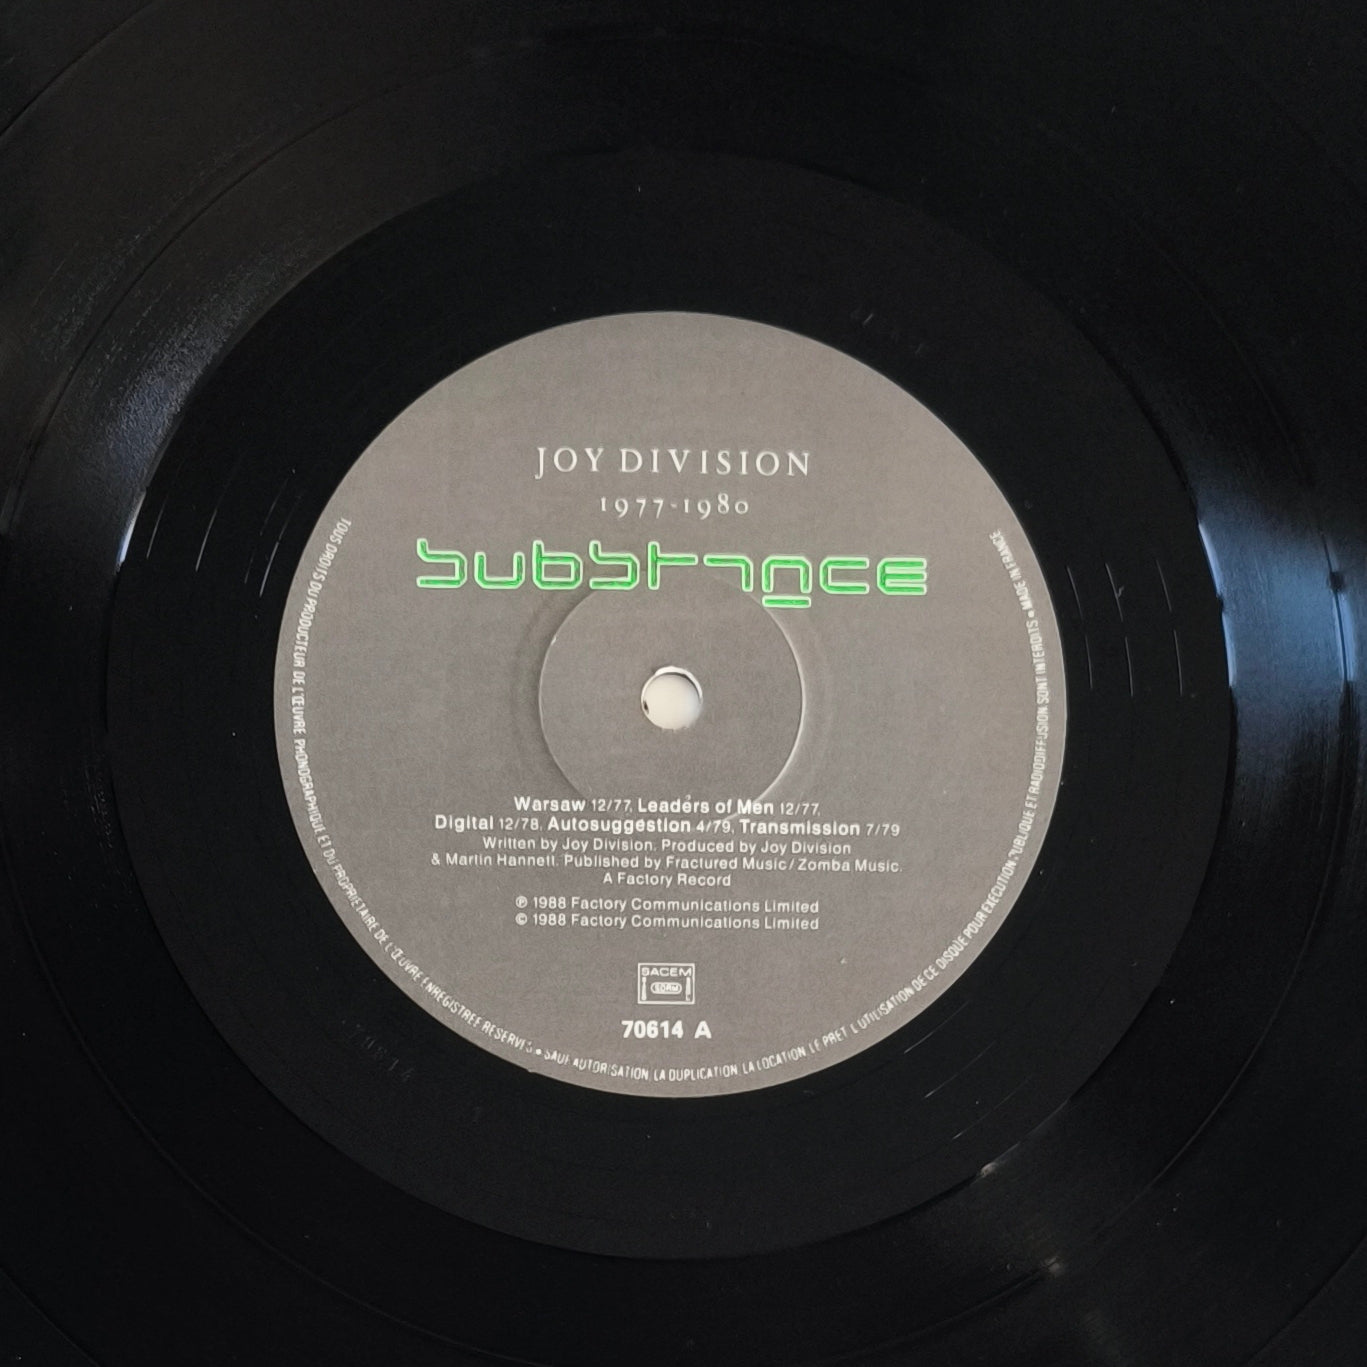 JOY DIVISION
1977-1980
substance
Warsaw 12/77, Leaders of Men 12/77,
Digital 12/78, Autosuggestion 4/79, Transmission 7/79
Written by Joy Division. Produced by Joy Division
& Martin Hannett. Published by Fractured Music/Zomba Music.
A Factory Record
℗ 1988 Factory Communications Limited
© 1988 Factory Communications Limited
SACEM
SDRM
70614 A
TOUS DROITS DU PRODUCTEUR DE L'ŒUVRE PHONOGRAPHIQUE ET DU PROPRIETAIRE DE L'ŒUVRE ENREGISTREE RESERVES • SAUF AUTORISATION, LA DUPLICATION, LA LOCATION, LE PRET, L'UTILISATION DE CE DISQUE POUR EXECUTION PUBLIQUE ET RADIODIFFUSION SONT INTERDITS • MADE IN FRANCE